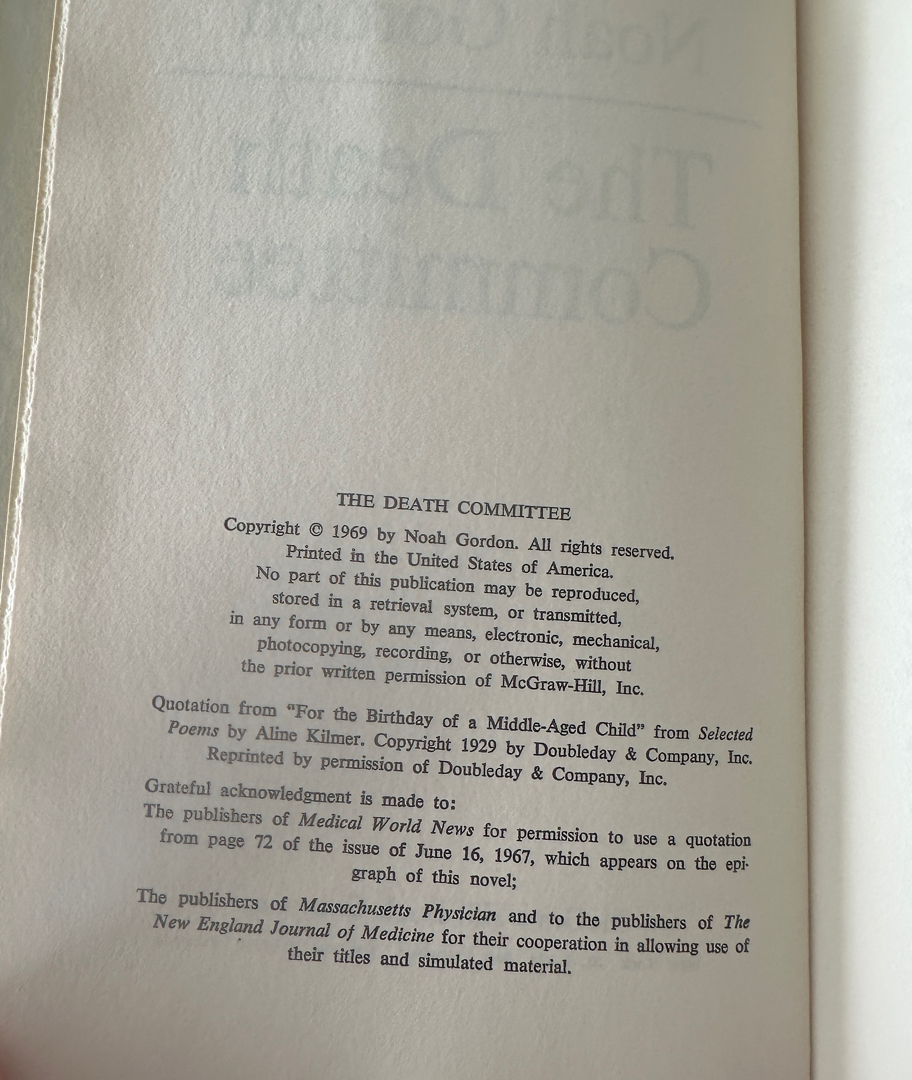 Noah Gordon
The Death
Committee
THE DEATH COMMITTEE
Copyright © 1969 by Noah Gordon. All rights reserved.
Printed in the United States of America.
No part of this publication may be reproduced,
stored in a retrieval system, or transmitted,
in any form or by any means, electronic, mechanical,
photocopying, recording, or otherwise, without
the prior written permission of McGraw-Hill, Inc.
Quotation from “For the Birthday of a Middle-Aged Child” from Selected
Poems by Aline Kilmer. Copyright 1929 by Doubleday & Company, Inc.
Reprinted by permission of Doubleday & Company, Inc.
Grateful acknowledgment is made to:
The publishers of Medical World News for permission to use a quotation
from page 72 of the issue of June 16, 1967, which appears on the epi-
graph of this novel;
The publishers of Massachusetts Physician and to the publishers of The
New England Journal of Medicine for their cooperation in allowing use of
their titles and simulated material.